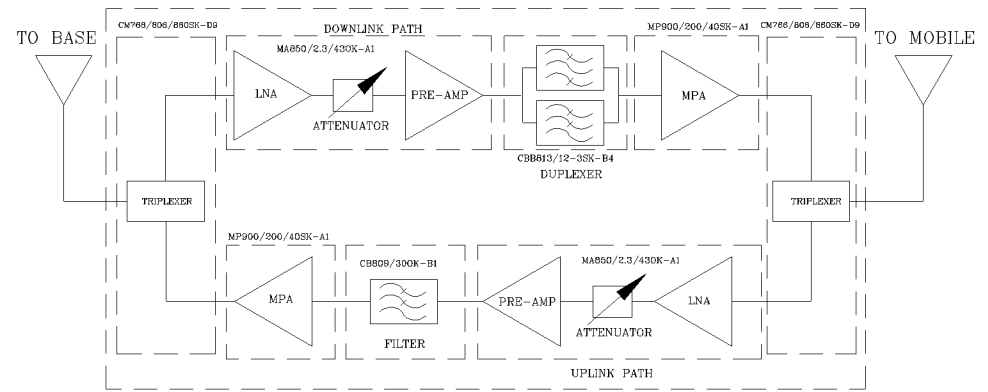 CM766/806/860SK-D9
DOWNLINK PATH
MP900/200/40SK-A1
CM766/806/860SK-D9
TO BASE
TO MOBILE
MA850/2.3/430K-A1
LNA
ATTENUATOR
PRE-AMP
MPA
CBB813/12-3SK-B4
DUPLEXER
TRIPLEXER
TRIPLEXER
MP900/200/40SK-A1
CB809/300K-B1
MA850/2.3/430K-A1
MPA
FILTER
PRE-AMP
ATTENUATOR
LNA
UPLINK PATH